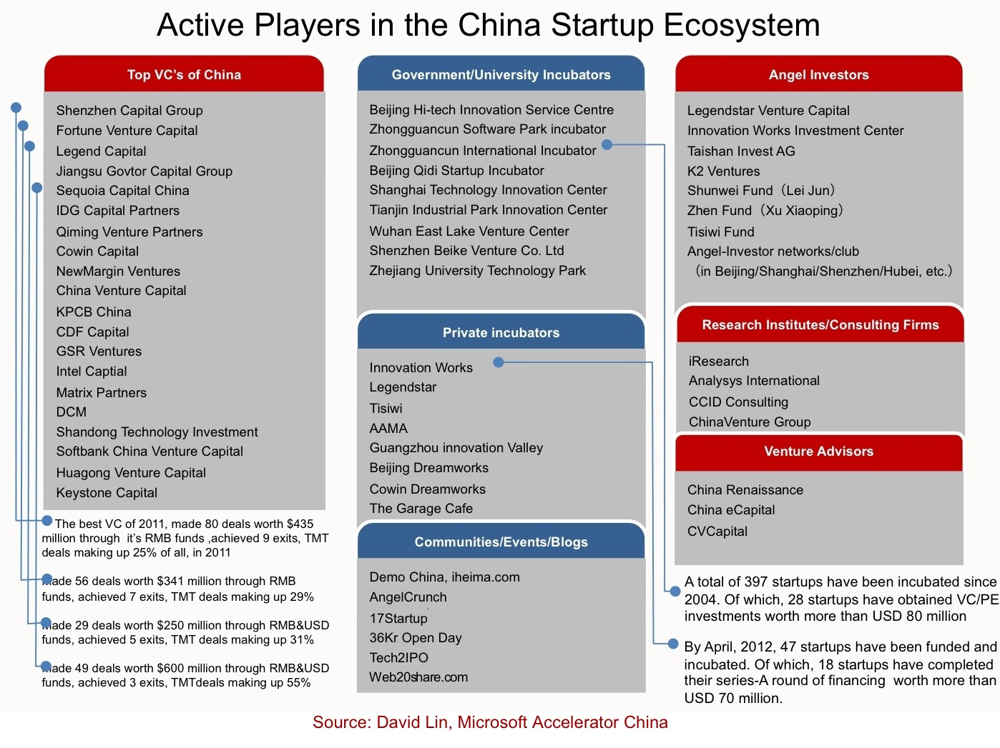 Active Players in the China Startup Ecosystem
Top VC’s of China
Shenzhen Capital Group
Fortune Venture Capital
Legend Capital
Jiangsu Govtor Capital Group
Sequoia Capital China
IDG Capital Partners
Qiming Venture Partners
Cowin Capital
NewMargin Ventures
China Venture Capital
KPCB China
CDF Capital
GSR Ventures
Intel Captial
Matrix Partners
DCM
Shandong Technology Investment
Softbank China Venture Capital
Huagong Venture Capital
Keystone Capital
The best VC of 2011, made 80 deals worth $435
million through it’s RMB funds ,achieved 9 exits, TMT
deals making up 25% of all, in 2011
Made 56 deals worth $341 million through RMB
funds, achieved 7 exits, TMT deals making up 29%
Made 29 deals worth $250 million through RMB&USD
funds, achieved 5 exits, TMT deals making up 31%
Made 49 deals worth $600 million through RMB&USD
funds, achieved 3 exits, TMTdeals making up 55%
Government/University Incubators
Beijing Hi-tech Innovation Service Centre
Zhongguancun Software Park incubator
Zhongguancun International Incubator
Beijing Qidi Startup Incubator
Shanghai Technology Innovation Center
Tianjin Industrial Park Innovation Center
Wuhan East Lake Venture Center
Shenzhen Beike Venture Co. Ltd
Zhejiang University Technology Park
Private incubators
Innovation Works
Legendstar
Tisiwi
AAMA
Guangzhou innovation Valley
Beijing Dreamworks
Cowin Dreamworks
The Garage Cafe
Communities/Events/Blogs
Demo China, iheima.com
AngelCrunch
17Startup
36Kr Open Day
Tech2IPO
Web20share.com
Angel Investors
Legendstar Venture Capital
Innovation Works Investment Center
Taishan Invest AG
K2 Ventures
Shunwei Fund（Lei Jun）
Zhen Fund（Xu Xiaoping）
Tisiwi Fund
Angel-Investor networks/club
（in Beijing/Shanghai/Shenzhen/Hubei, etc.）
Research Institutes/Consulting Firms
iResearch
Analysys International
CCID Consulting
ChinaVenture Group
Venture Advisors
China Renaissance
China eCapital
CVCapital
A total of 397 startups have been incubated since
2004. Of which, 28 startups have obtained VC/PE
investments worth more than USD 80 million
By April, 2012, 47 startups have been funded and
incubated. Of which, 18 startups have completed
their series-A round of financing worth more than
USD 70 million.
Source: David Lin, Microsoft Accelerator China